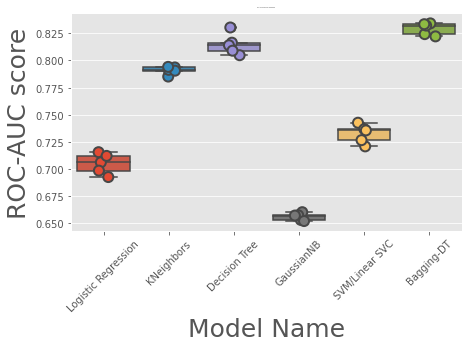 ROC-AUC score
0.825
0.800
0.775
0.750
0.725
0.700
0.675
0.650
Logistic Regression
KNeighbors
Decision Tree
GaussianNB
SVM/Linear SVC
Bagging-DT
Model Name